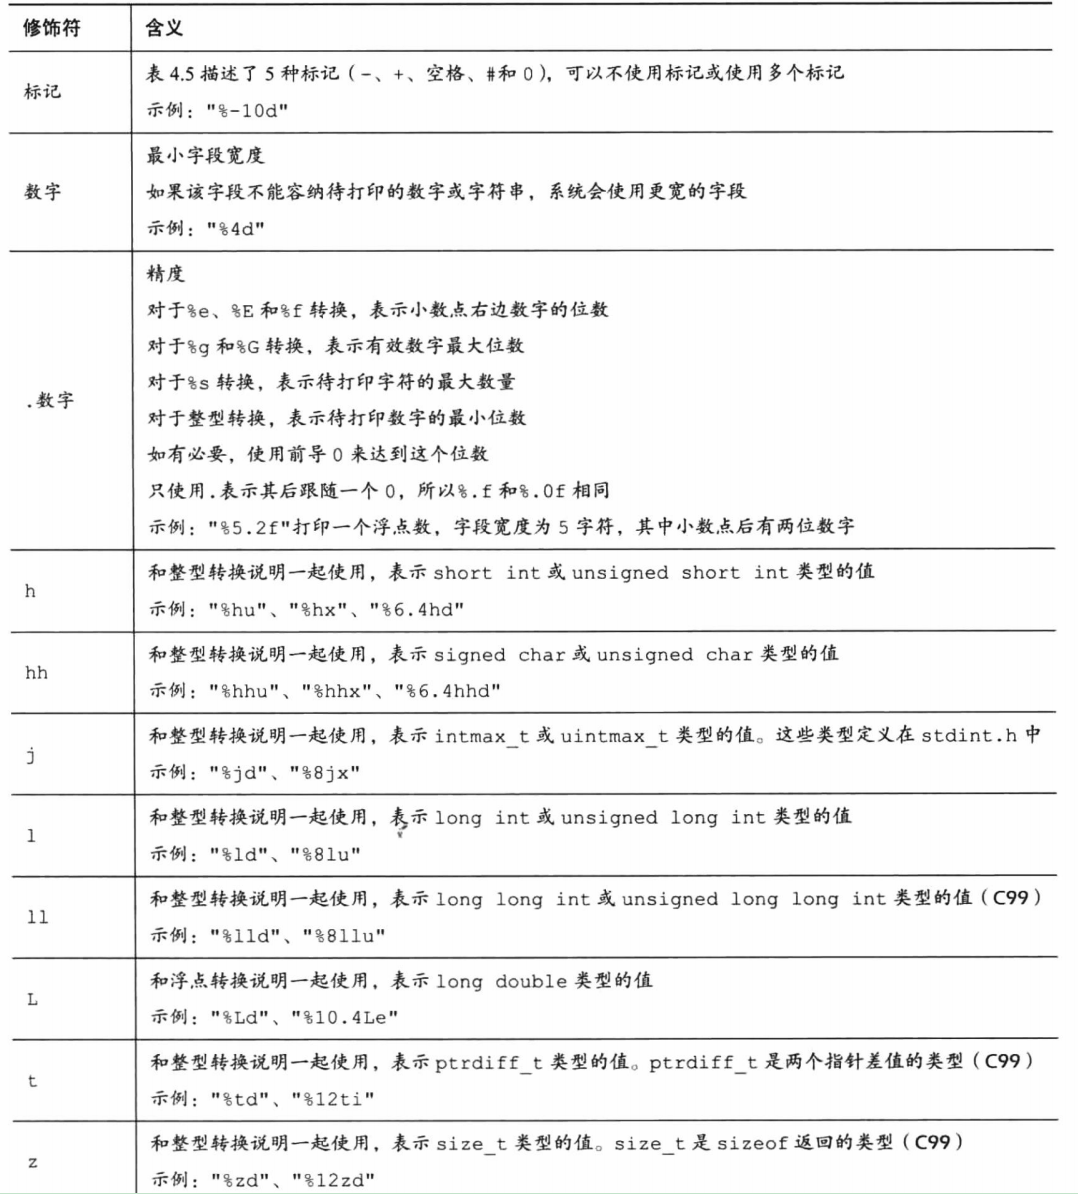 修饰符 含义
标记
表 4.5 描述了 5 种标记（-、+、空格、#和 0），可以不使用标记或使用多个标记
示例："%-10d"
数字
最小字段宽度
如果该字段不能容纳待打印的数字或字符串，系统会使用更宽的字段
示例："%4d"
.数字
精度
对于%e、%E 和%f 转换，表示小数点右边数字的位数
对于%g 和%G 转换，表示有效数字最大位数
对于%s 转换，表示待打印字符的最大数量
对于整型转换，表示待打印数字的最小位数
如有必要，使用前导 0 来达到这个位数
只使用.表示其后跟随一个 0，所以%.f 和%.0f 相同
示例："%5.2f"打印一个浮点数，字段宽度为 5 字符，其中小数点后有两位数字
h
和整型转换说明一起使用，表示 short int 或 unsigned short int 类型的值
示例："%hu"、"%hx"、"%6.4hd"
hh
和整型转换说明一起使用，表示 signed char 或 unsigned char 类型的值
示例："%hhu"、"%hhx"、"%6.4hhd"
j
和整型转换说明一起使用，表示 intmax_t 或 uintmax_t 类型的值。这些类型定义在 stdint.h 中
示例："%jd"、"%8jx"
l
和整型转换说明一起使用，表示 long int 或 unsigned long int 类型的值
示例："%ld"、"%8lu"
ll
和整型转换说明一起使用，表示 long long int 或 unsigned long long int 类型的值（C99）
示例："%lld"、"%8llu"
L
和浮点转换说明一起使用，表示 long double 类型的值
示例："%Ld"、"%10.4Le"
t
和整型转换说明一起使用，表示 ptrdiff_t 类型的值。ptrdiff_t 是两个指针差值的类型（C99）
示例："%td"、"%12ti"
z
和整型转换说明一起使用，表示 size_t 类型的值。size_t 是 sizeof 返回的类型（C99）
示例："%zd"、"%12zd"